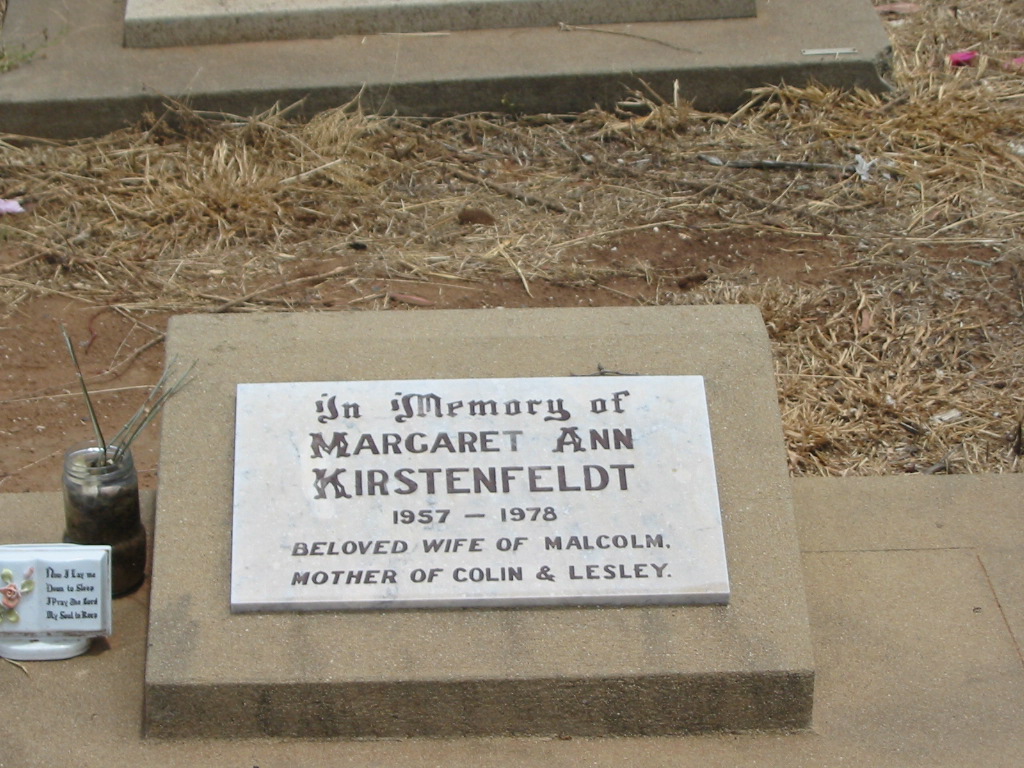 In Memory of
MARGARET ANN
KIRSTENFELDT
1957 — 1978
BELOVED WIFE OF MALCOLM,
MOTHER OF COLIN & LESLEY.
Now I Lay me
Down to Sleep
I Pray the Lord
My Soul to Keep